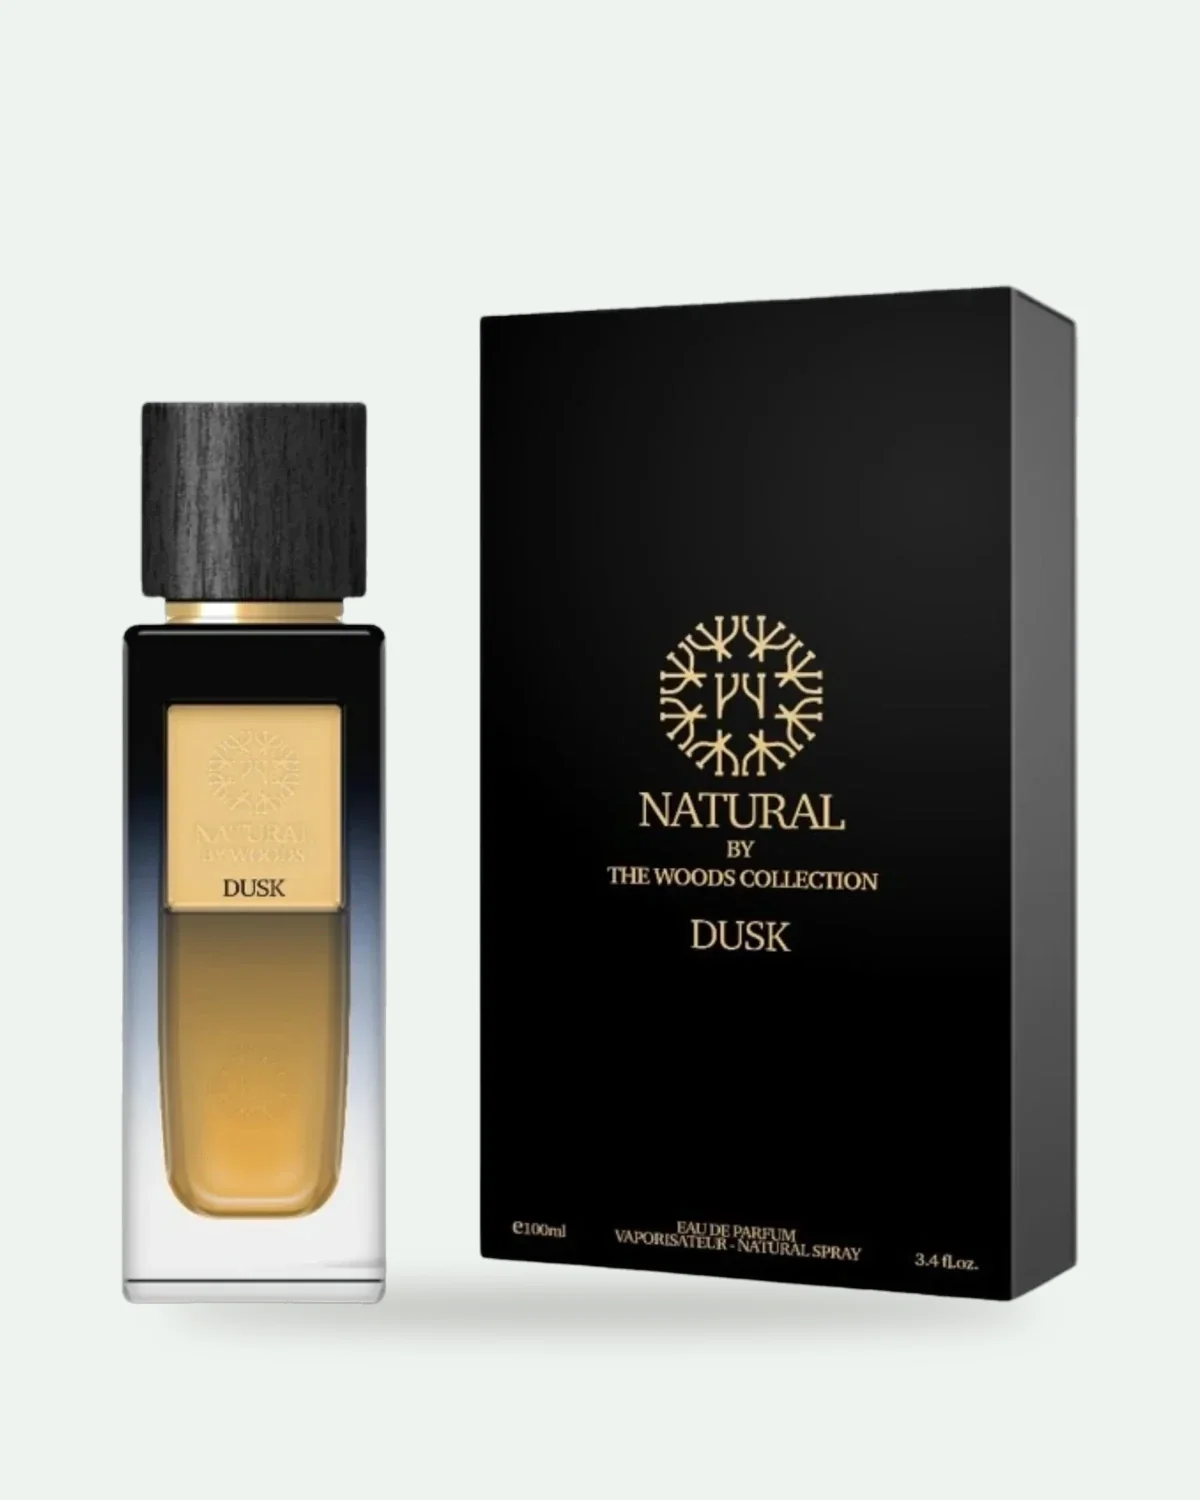 NATURAL
BY WOODS
DUSK
NATURAL
BY
THE WOODS COLLECTION
DUSK
e100ml
EAU DE PARFUM
VAPORISATEUR - NATURAL SPRAY
3.4 fl.oz.